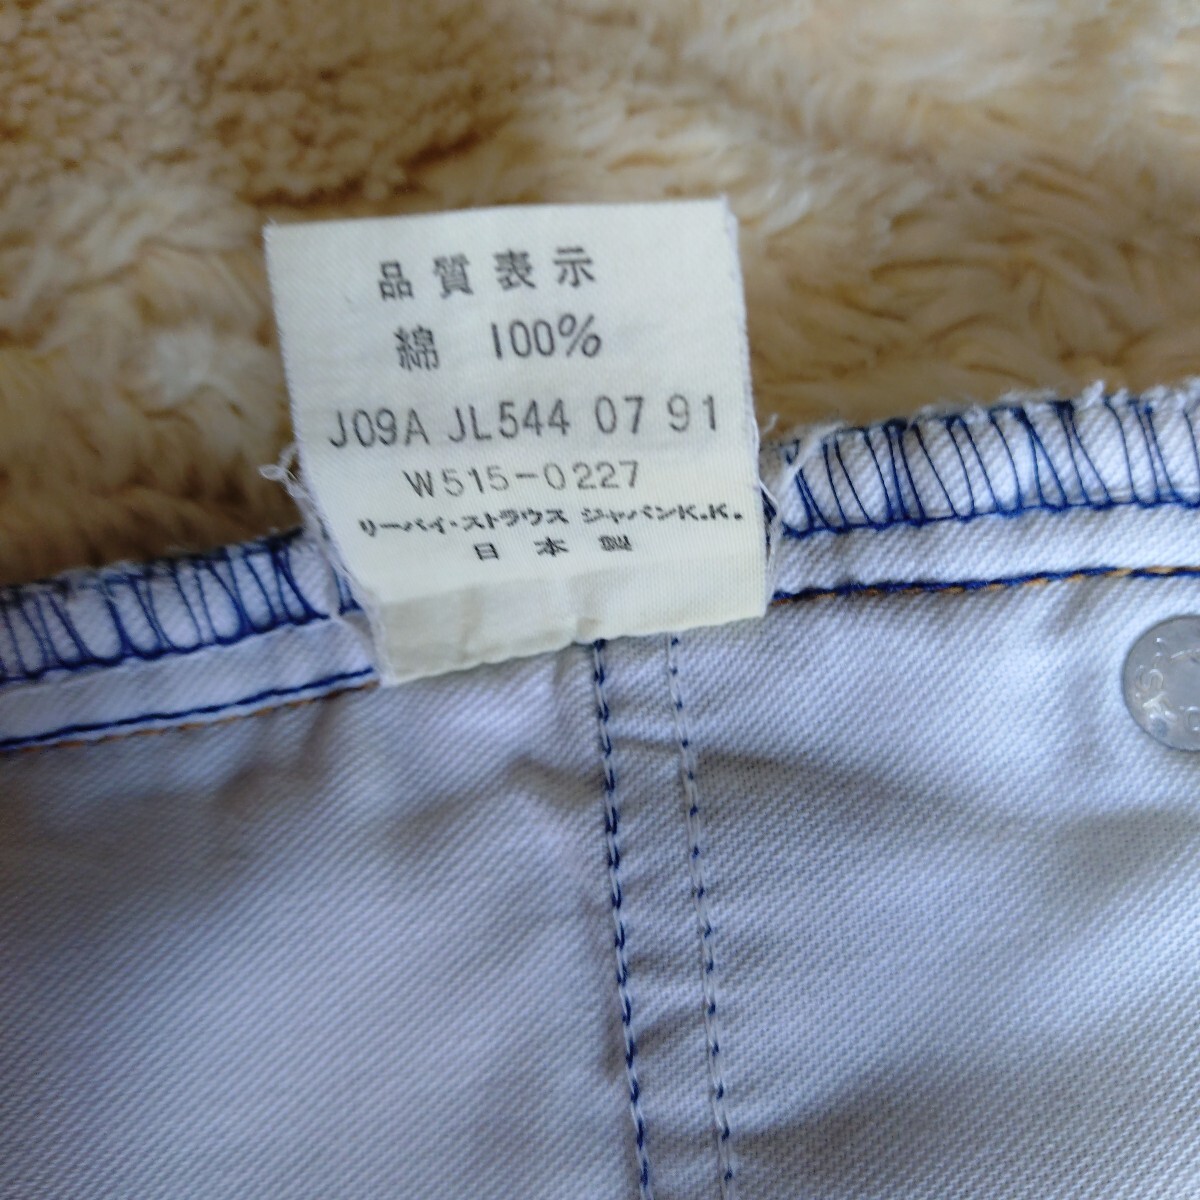 品質表示
綿 100%
J09A JL544 07 91
W515-0227
リーバイ・ストラウス ジャパンK.K.
日本製